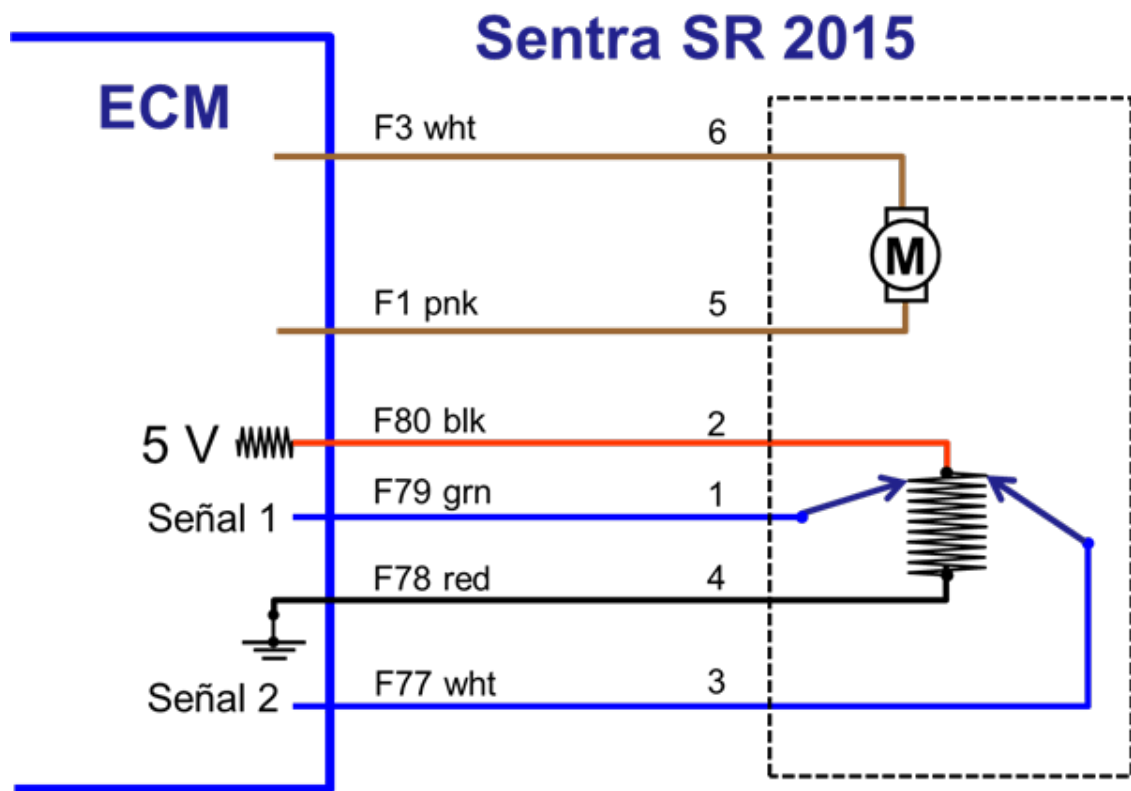 Sentra SR 2015
ECM
F3 wht 6
M
F1 pnk 5
5 V F80 blk 2
Señal 1 F79 grn 1
F78 red 4
Señal 2 F77 wht 3